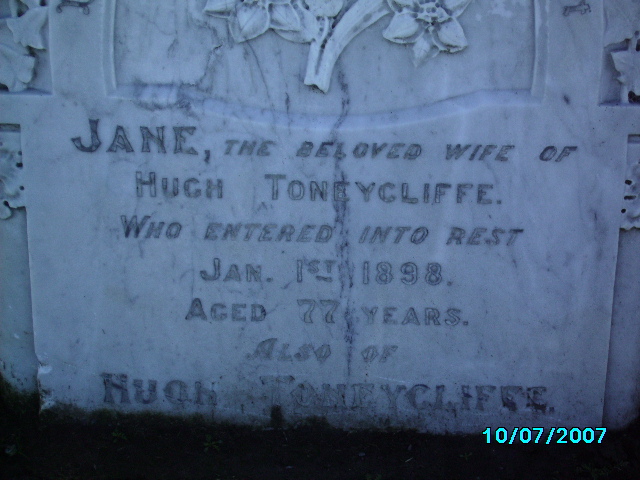 JANE, THE BELOVED WIFE OF
HUGH TONEYCLIFFE.
WHO ENTERED INTO REST
JAN. 1ST 1898.
AGED 77 YEARS.
ALSO OF
HUGH TONEYCLIFFE.
10/07/2007